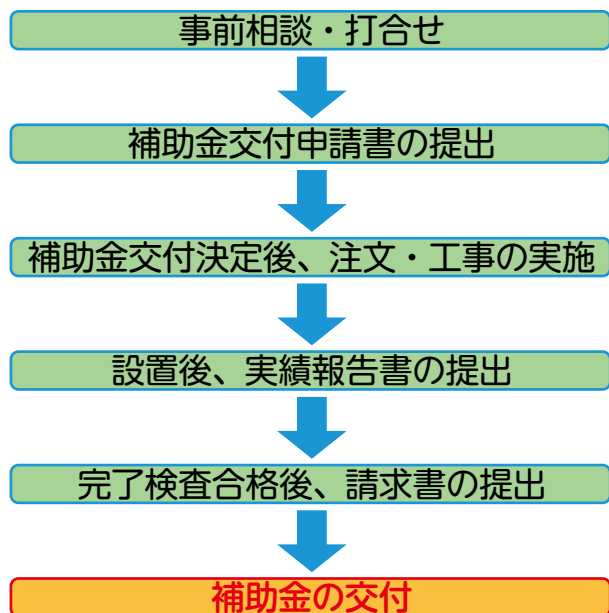 事前相談・打合せ
補助金交付申請書の提出
補助金交付決定後、注文・工事の実施
設置後、実績報告書の提出
完了検査合格後、請求書の提出
補助金の交付